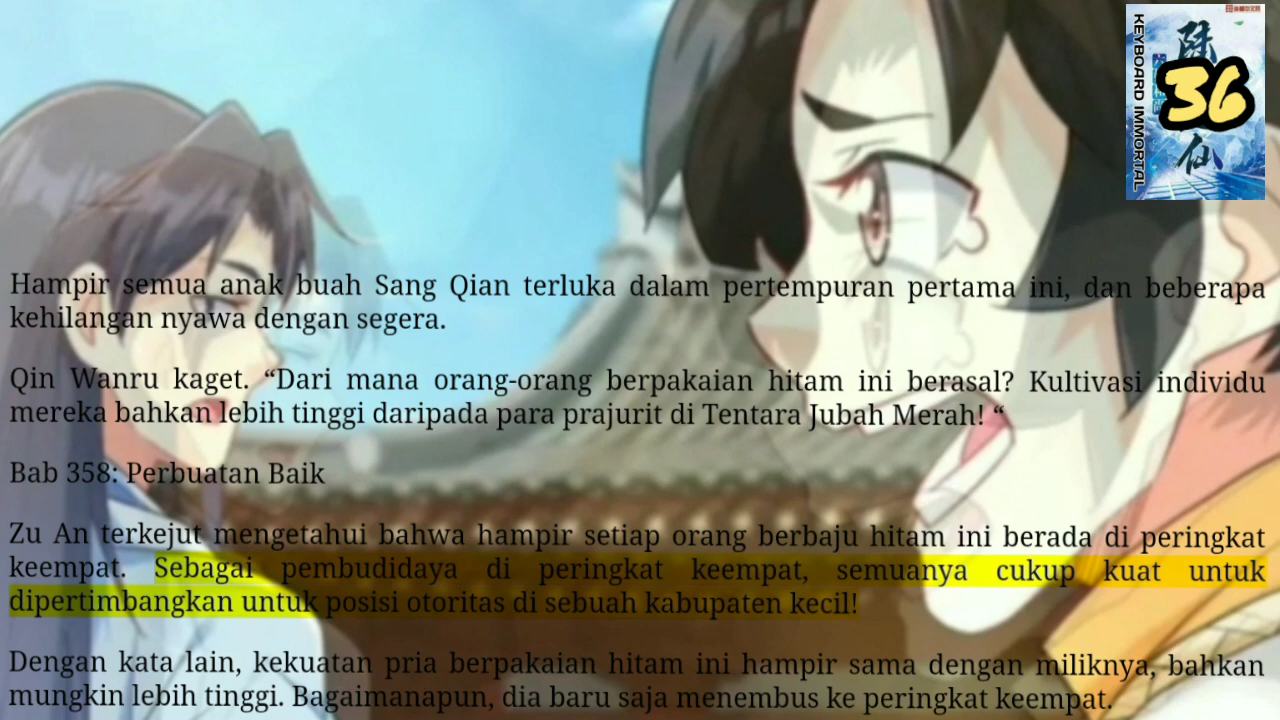 陆
KEYBOARD IMMORTAL
36
仙
Hampir semua anak buah Sang Qian terluka dalam pertempuran pertama ini, dan beberapa
kehilangan nyawa dengan segera.
Qin Wanru kaget. “Dari mana orang-orang berpakaian hitam ini berasal? Kultivasi individu
mereka bahkan lebih tinggi daripada para prajurit di Tentara Jubah Merah! “
Bab 358: Perbuatan Baik
Zu An terkejut mengetahui bahwa hampir setiap orang berbaju hitam ini berada di peringkat
keempat. Sebagai pembudidaya di peringkat keempat, semuanya cukup kuat untuk
dipertimbangkan untuk posisi otoritas di sebuah kabupaten kecil!
Dengan kata lain, kekuatan pria berpakaian hitam ini hampir sama dengan miliknya, bahkan
mungkin lebih tinggi. Bagaimanapun, dia baru saja menembus ke peringkat keempat.